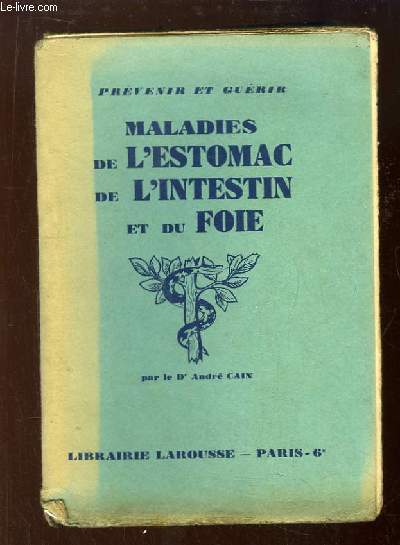 Le-livre.com
PRÉVENIR ET GUÉRIR
MALADIES
DE L'ESTOMAC
DE L'INTESTIN
ET DU FOIE
par le Dr André CAIN
LIBRAIRIE LAROUSSE — PARIS-6e